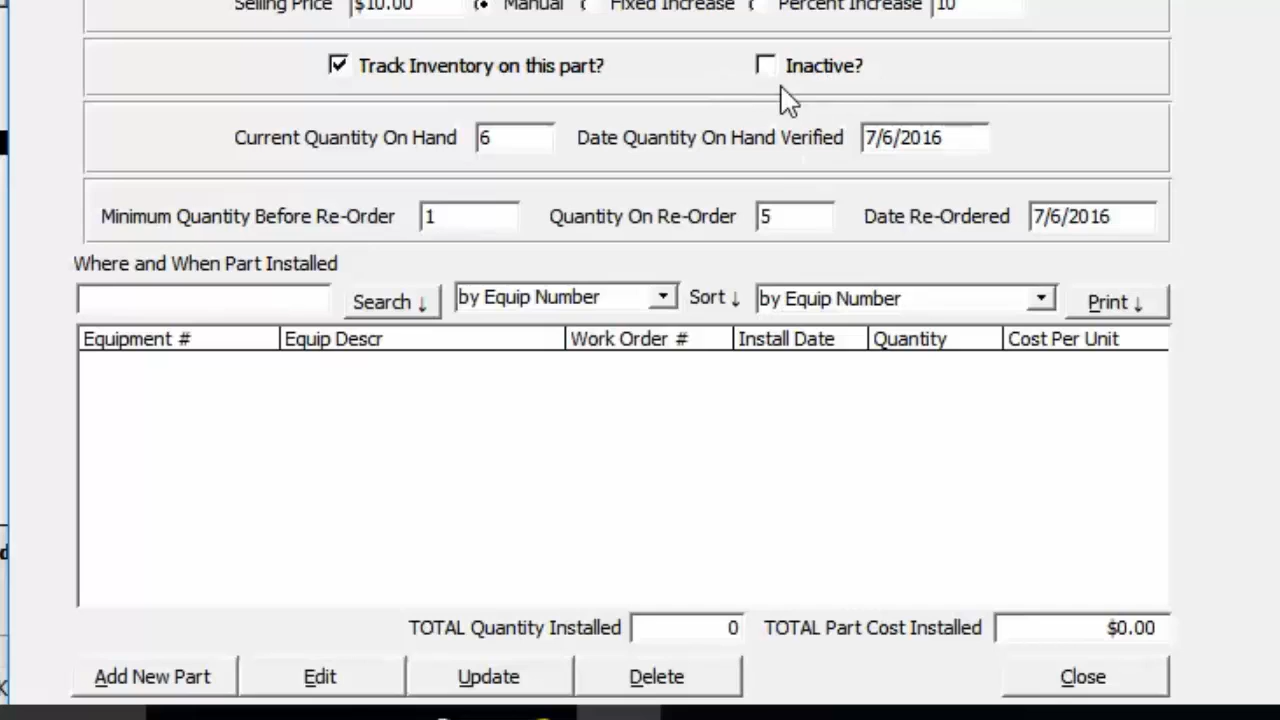 Selling Price $10.00 Manual Fixed Increase Percent Increase 10
Track Inventory on this part? Inactive?
Current Quantity On Hand 6 Date Quantity On Hand Verified 7/6/2016
Minimum Quantity Before Re-Order 1 Quantity On Re-Order 5 Date Re-Ordered 7/6/2016
Where and When Part Installed
Search ↓ by Equip Number Sort ↓ by Equip Number Print ↓
Equipment # Equip Descr Work Order # Install Date Quantity Cost Per Unit
TOTAL Quantity Installed 0 TOTAL Part Cost Installed $0.00
Add New Part Edit Update Delete Close